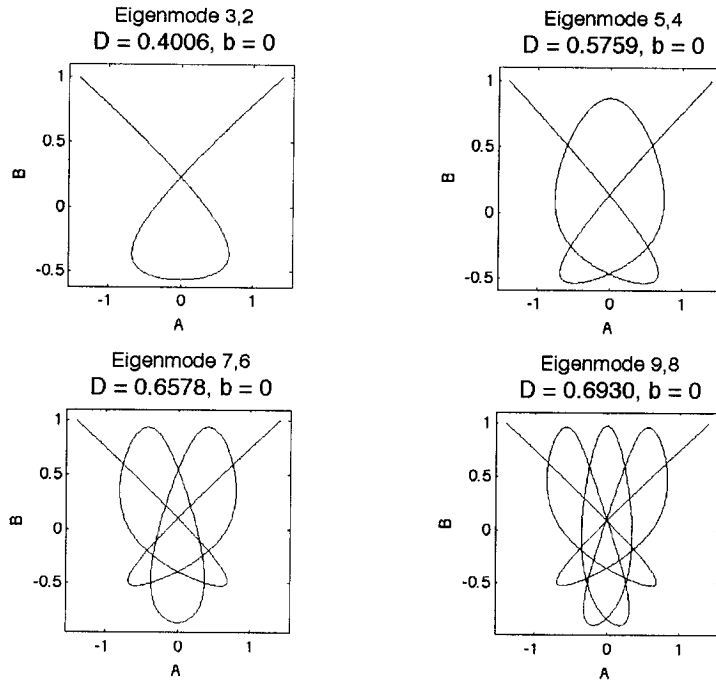 Eigenmode 3,2
D = 0.4006, b = 0
1
0.5
B
0
-0.5
-1
0
1
A
Eigenmode 5,4
D = 0.5759, b = 0
1
0.5
B
0
-0.5
-1
0
1
A
Eigenmode 7,6
D = 0.6578, b = 0
1
0.5
B
0
-0.5
-1
0
1
A
Eigenmode 9,8
D = 0.6930, b = 0
1
0.5
B
0
-0.5
-1
0
1
A